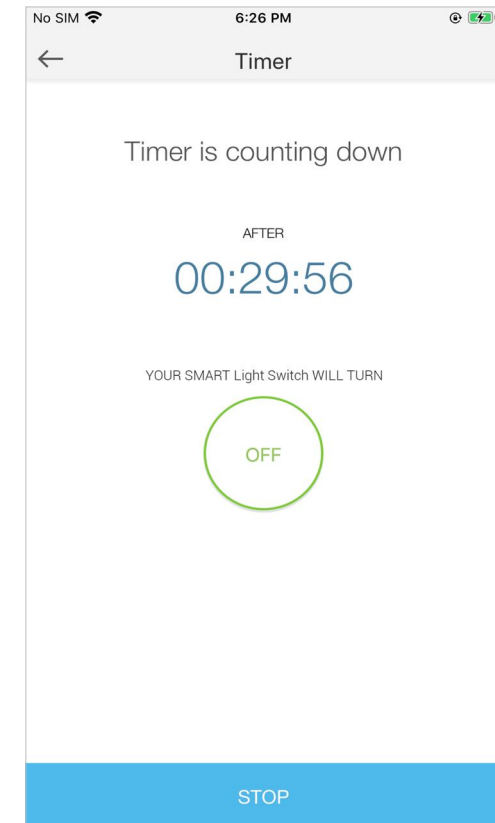 No SIM 6:26 PM
Timer
Timer is counting down
AFTER
00:29:56
YOUR SMART Light Switch WILL TURN
OFF
STOP